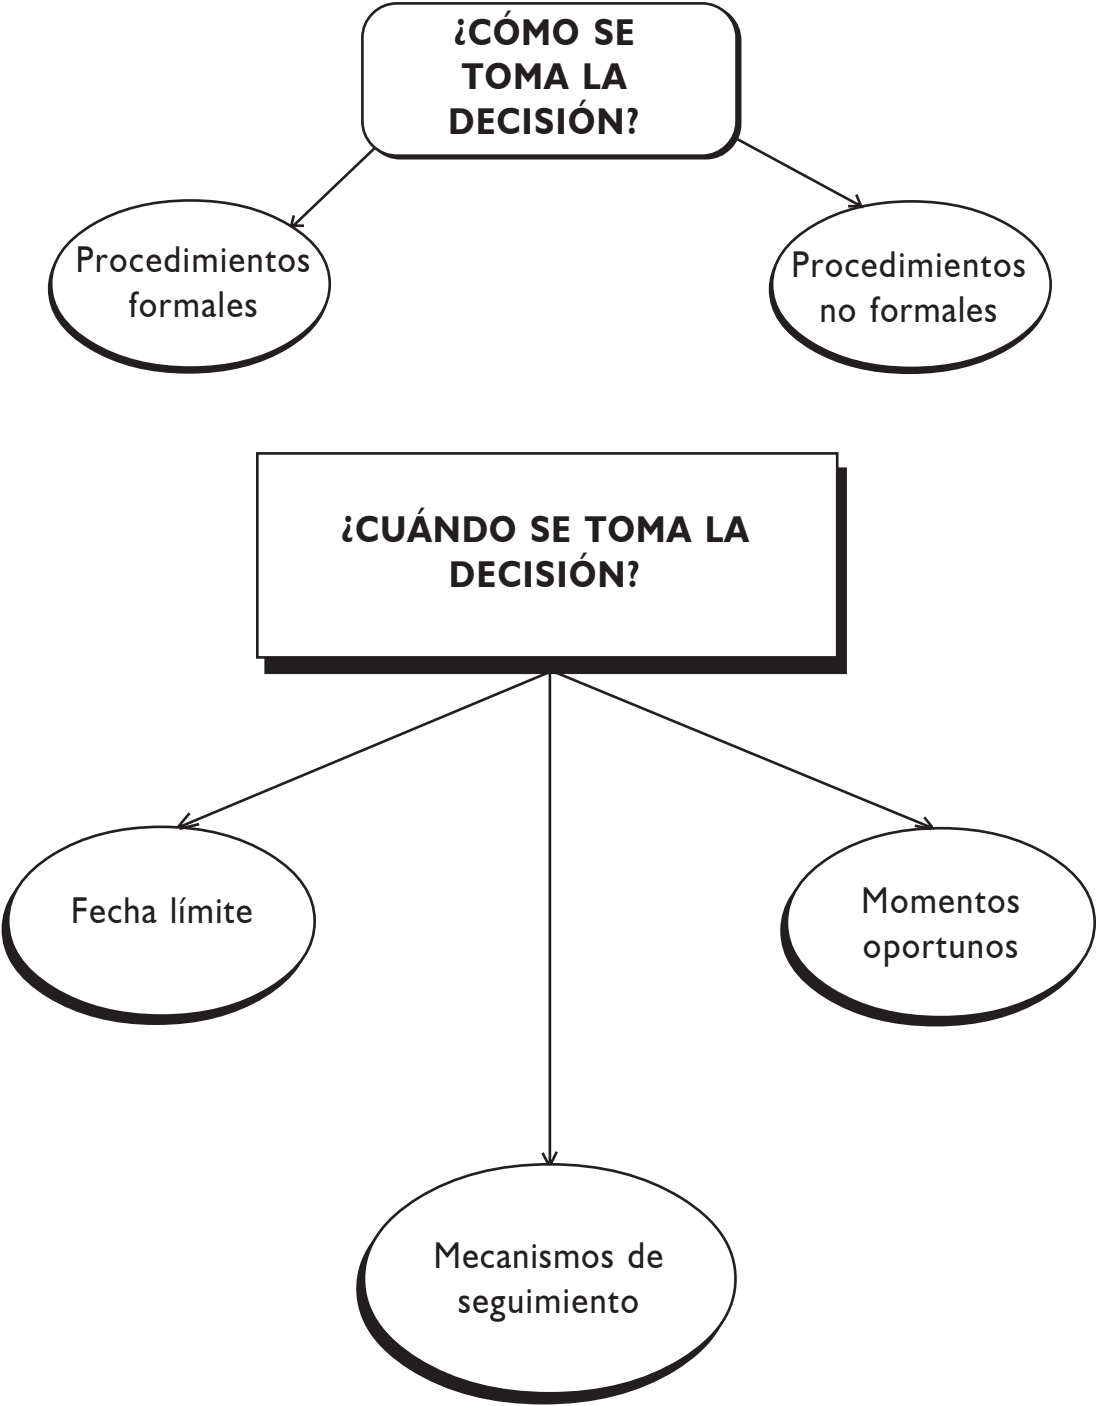 ¿CÓMO SE
TOMA LA
DECISIÓN?
Procedimientos
formales
Procedimientos
no formales
¿CUÁNDO SE TOMA LA
DECISIÓN?
Fecha límite
Momentos
oportunos
Mecanismos de
seguimiento